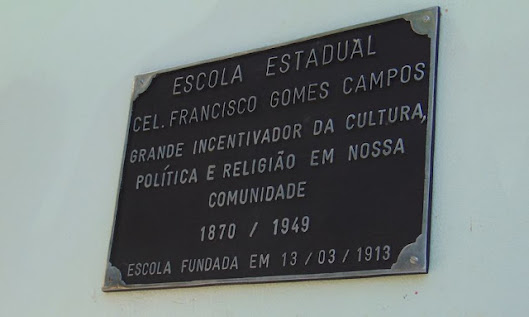 ESCOLA ESTADUAL
CEL. FRANCISCO GOMES CAMPOS
GRANDE INCENTIVADOR DA CULTURA,
POLÍTICA E RELIGIÃO EM NOSSA
COMUNIDADE
1870 / 1949
ESCOLA FUNDADA EM 13 / 03 / 1913